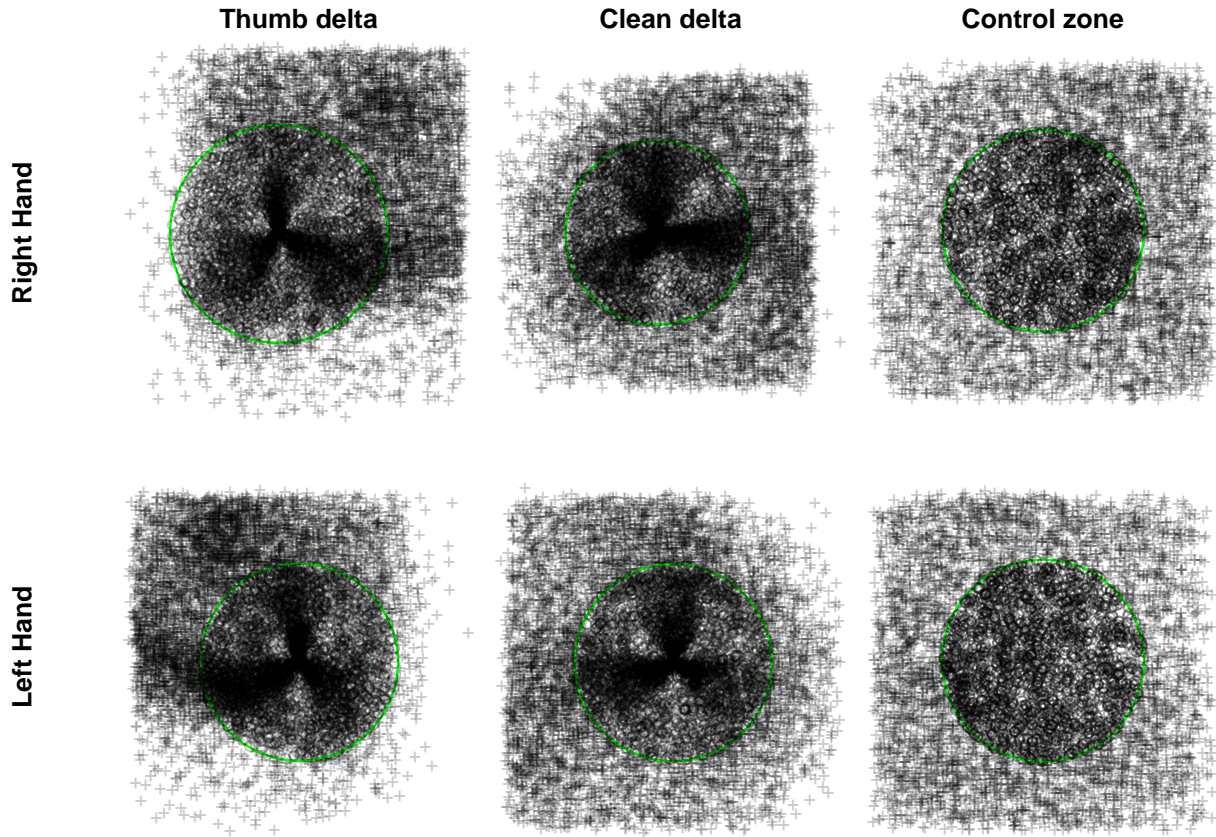 Thumb delta
Clean delta
Control zone
Right Hand
Left Hand